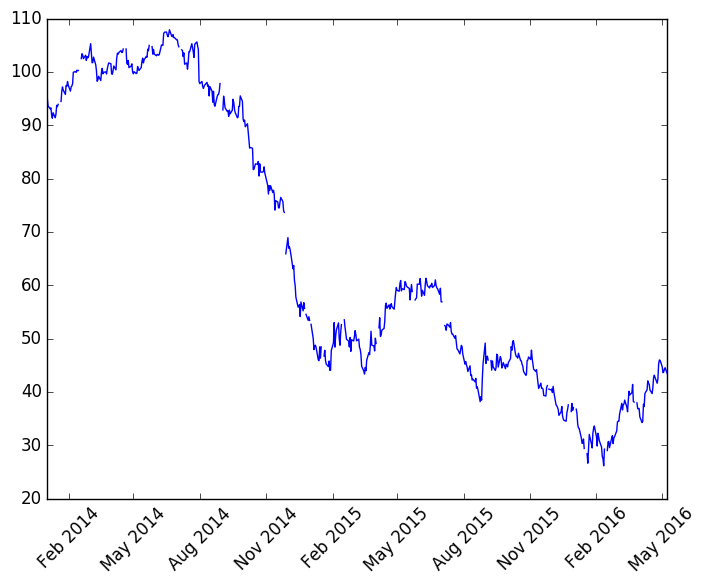 110
100
90
80
70
60
50
40
30
20
Feb 2014
May 2014
Aug 2014
Nov 2014
Feb 2015
May 2015
Aug 2015
Nov 2015
Feb 2016
May 2016